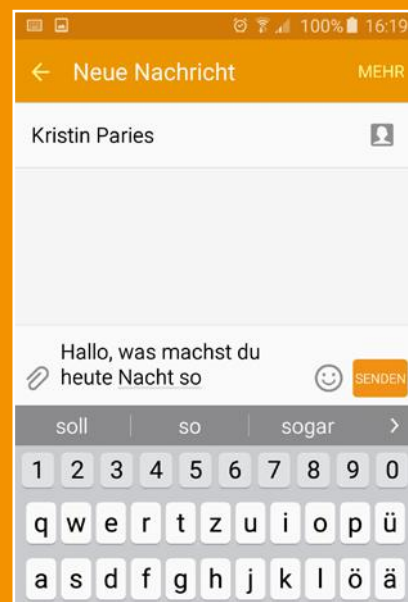 100% 16:19
Neue Nachricht MEHR
Kristin Paries
Hallo, was machst du
heute Nacht so
SENDEN
soll so sogar >
1 2 3 4 5 6 7 8 9 0
q w e r t z u i o p ü
a s d f g h j k l ö ä